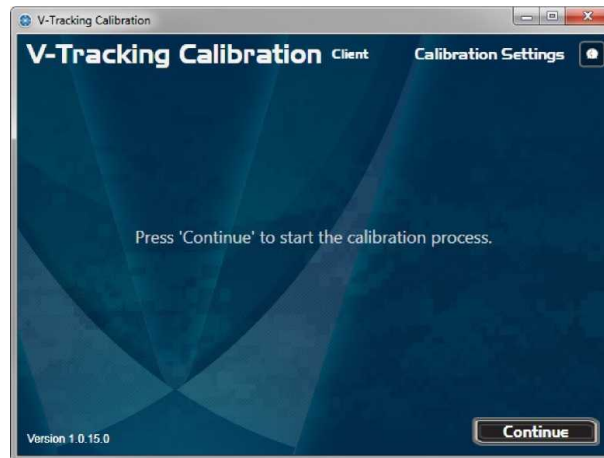 V-Tracking Calibration
V-Tracking Calibration Client Calibration Settings
Press 'Continue' to start the calibration process.
Version 1.0.15.0 Continue